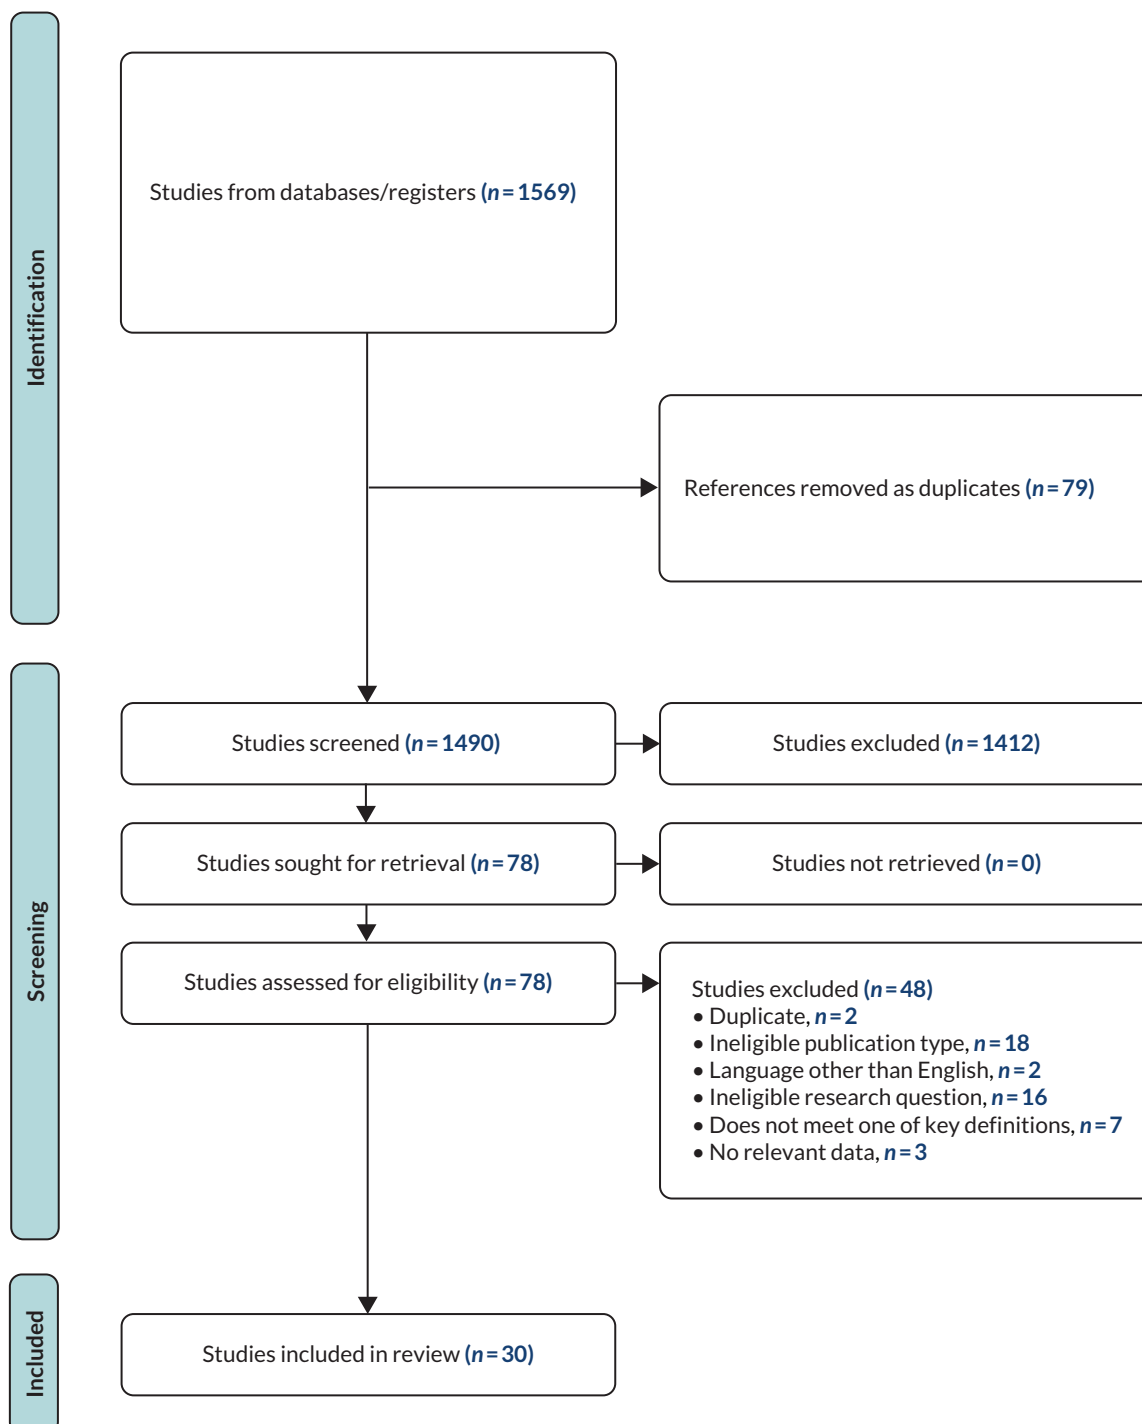 Identification
Studies from databases/registers (n=1569)
References removed as duplicates (n=79)
Screening
Studies screened (n=1490)
Studies excluded (n=1412)
Studies sought for retrieval (n=78)
Studies not retrieved (n=0)
Studies assessed for eligibility (n=78)
Studies excluded (n=48)
• Duplicate, n=2
• Ineligible publication type, n=18
• Language other than English, n=2
• Ineligible research question, n=16
• Does not meet one of key definitions, n=7
• No relevant data, n=3
Included
Studies included in review (n=30)